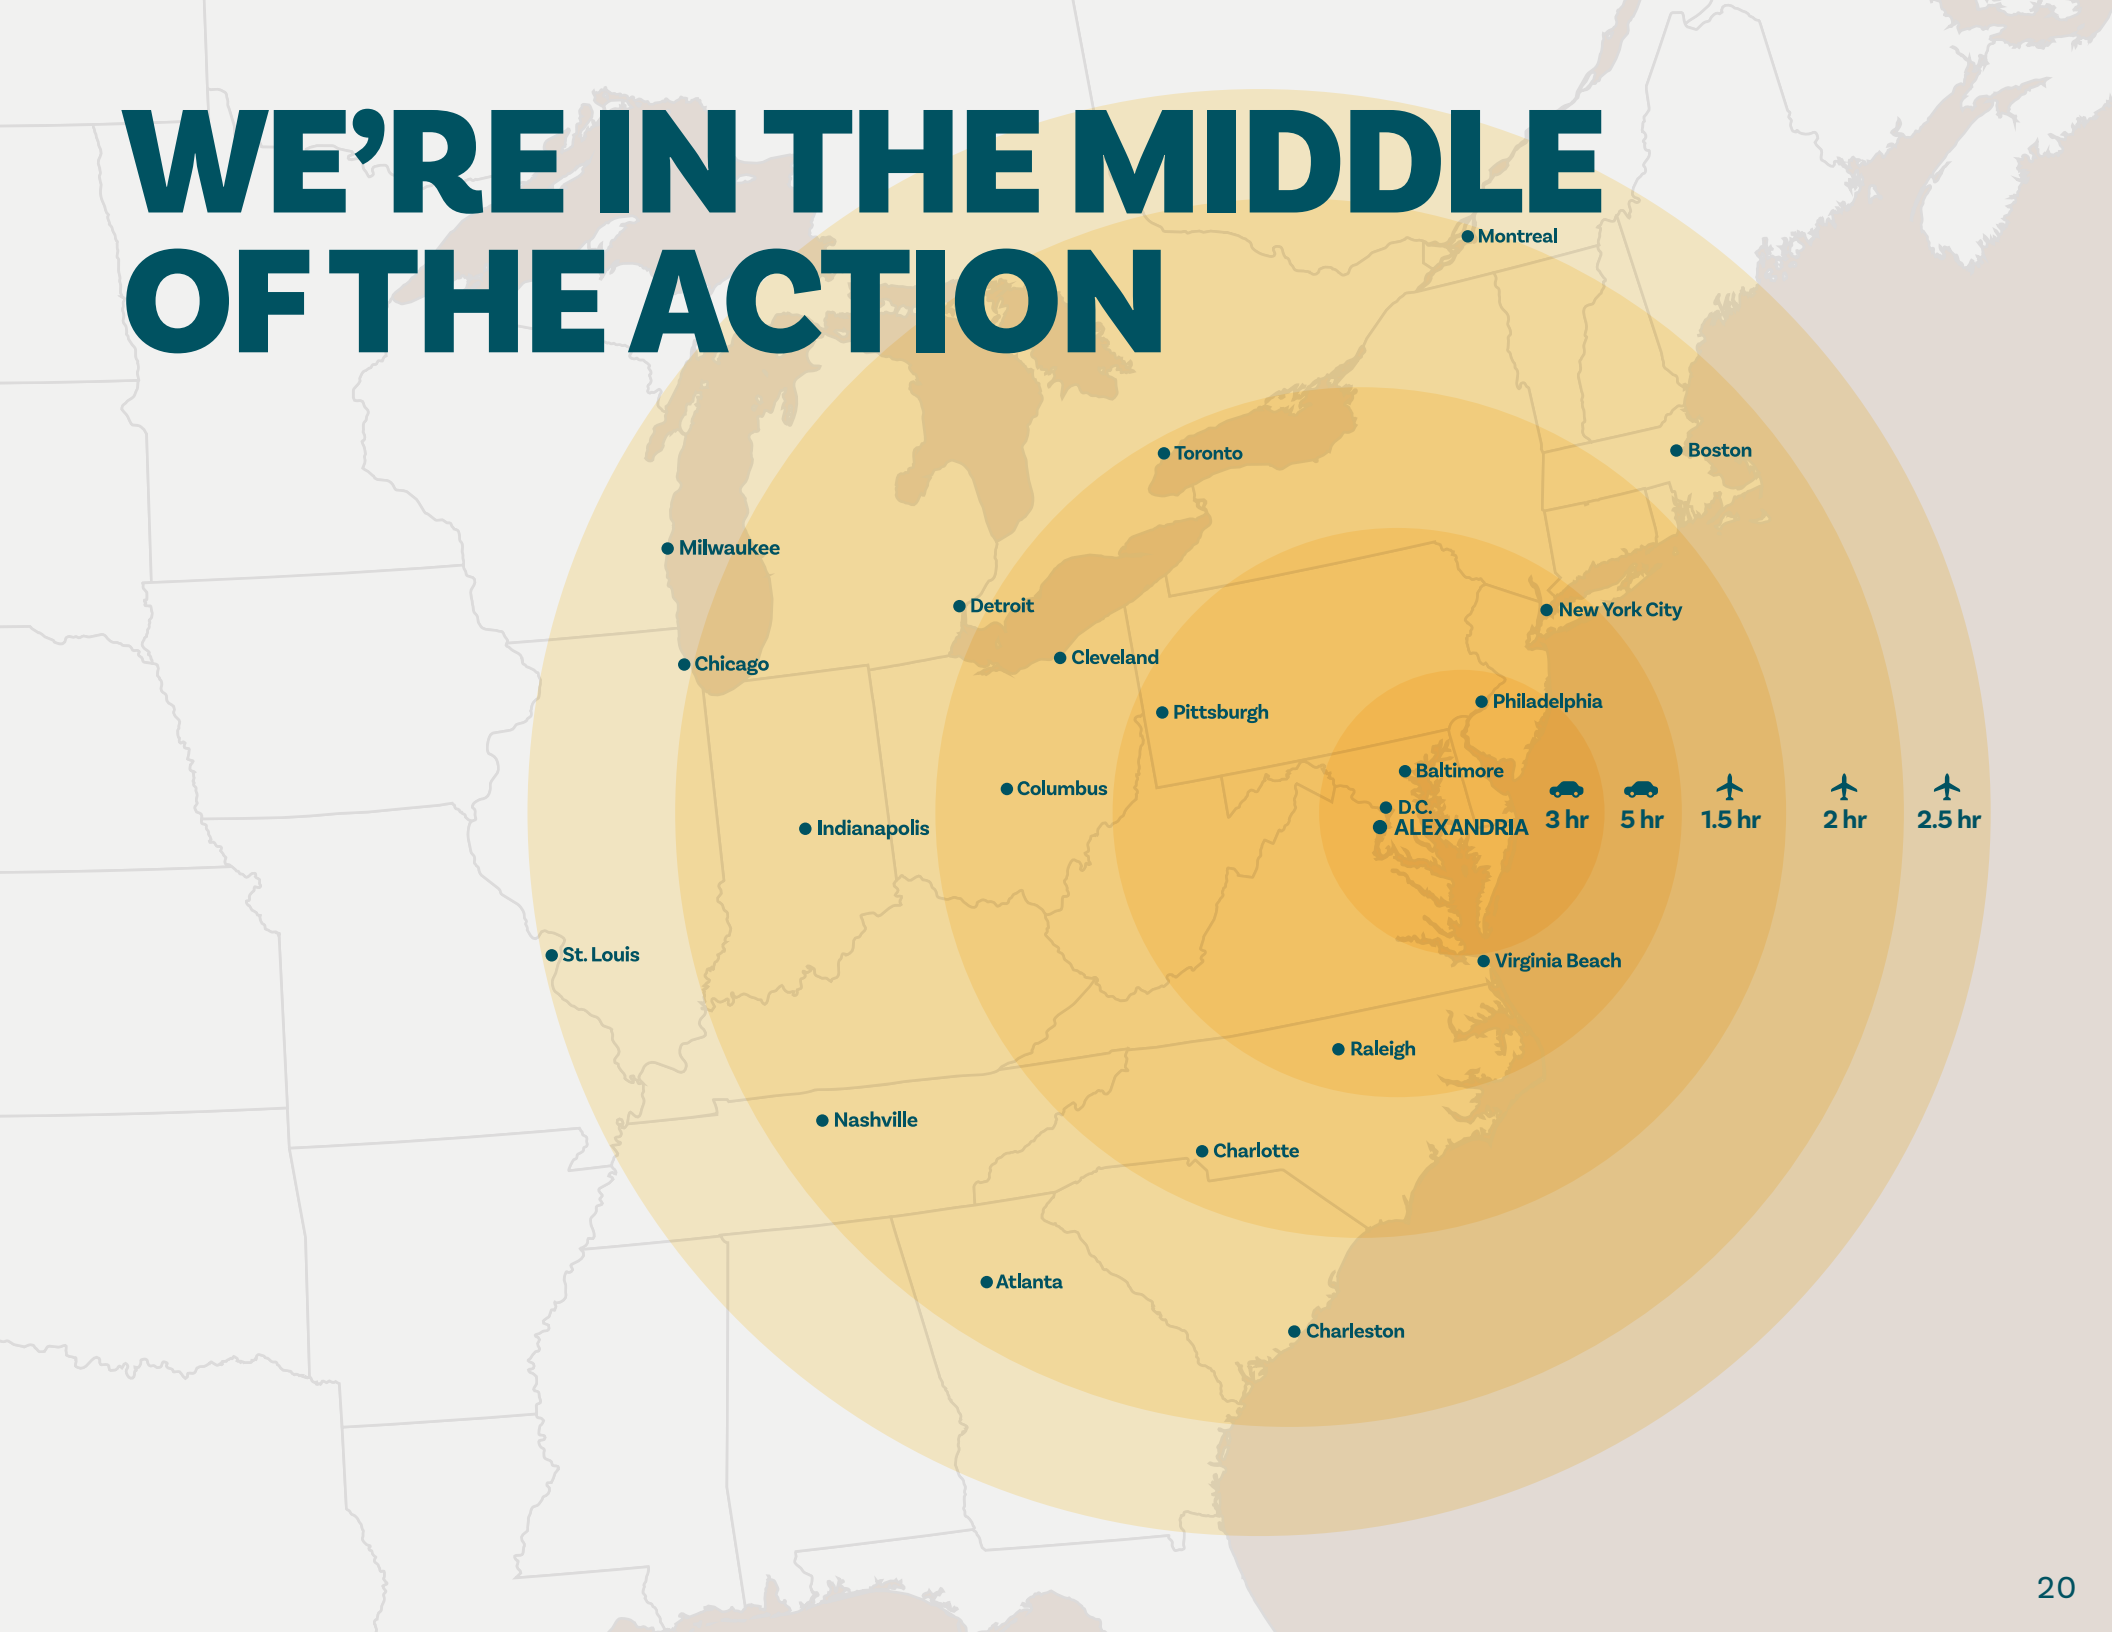 WE'RE IN THE MIDDLE
OF THE ACTION
Montreal
Toronto
Boston
Milwaukee
Detroit
New York City
Cleveland
Chicago
Philadelphia
Pittsburgh
Baltimore
Columbus
D.C.
ALEXANDRIA
3 hr
5 hr
1.5 hr
2 hr
2.5 hr
Indianapolis
St. Louis
Virginia Beach
Raleigh
Nashville
Charlotte
Atlanta
Charleston
20